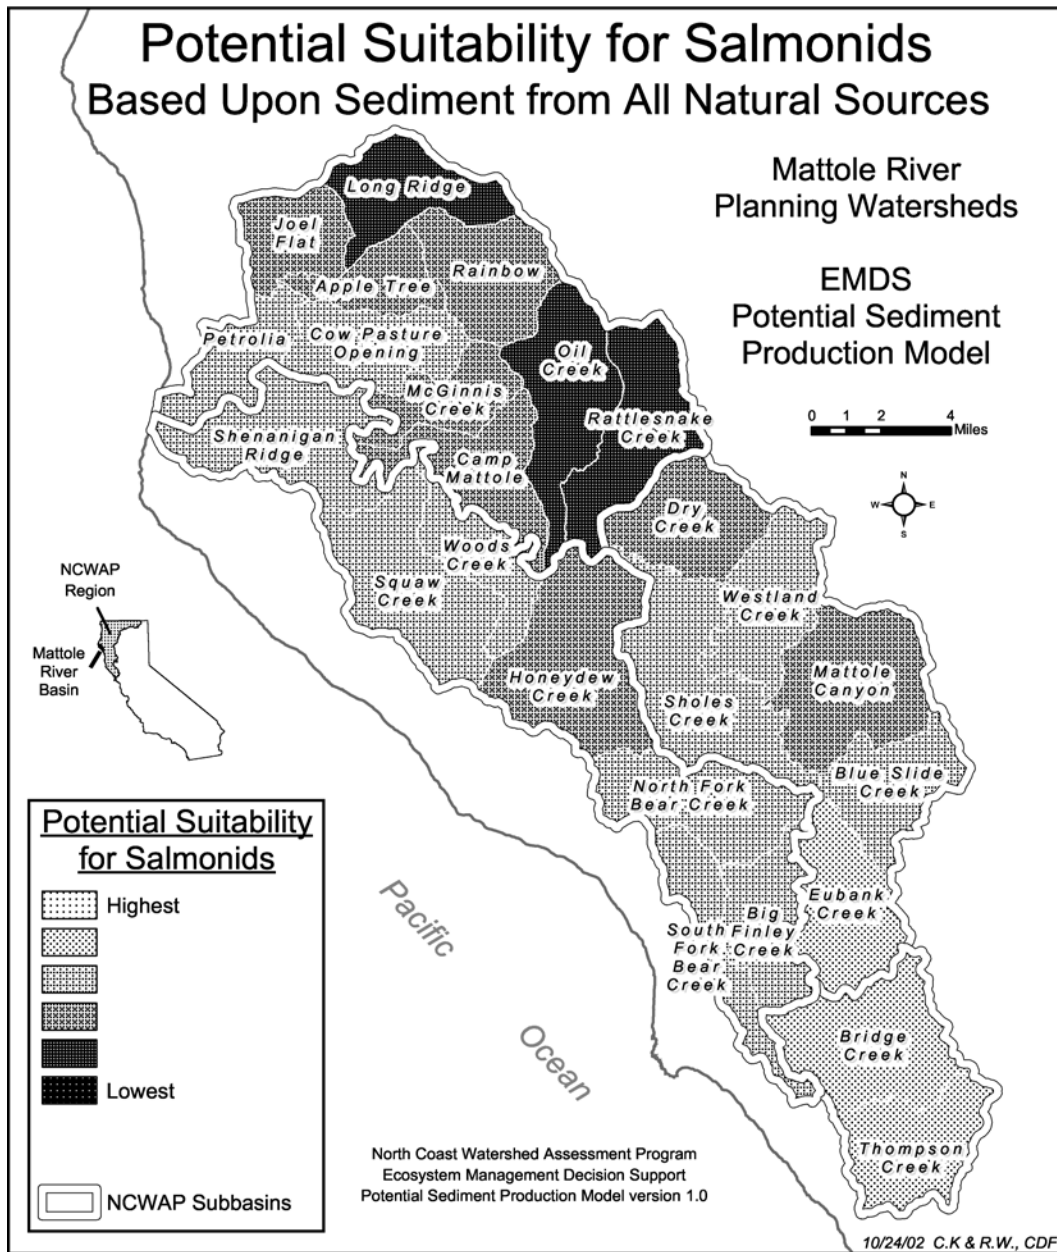 Potential Suitability for Salmonids
Based Upon Sediment from All Natural Sources
Mattole River
Planning Watersheds
EMDS
Potential Sediment
Production Model
0 1 2 4
Miles
N
W E
S
Long Ridge
Joel
Flat
Rainbow
Apple Tree
Petrolia
Cow Pasture
Opening
Oil
Creek
McGinnis
Creek
Rattlesnake
Creek
Shenanigan
Ridge
Camp
Mattole
Dry
Creek
Woods
Creek
Squaw
Creek
Westland
Creek
Honeydew
Creek
Sholes
Creek
Mattole
Canyon
North Fork
Bear Creek
Blue Slide
Creek
Eubank
Creek
Big
Finley
Creek
South
Fork
Bear
Creek
Bridge
Creek
Thompson
Creek
NCWAP
Region
Mattole
River
Basin
Pacific
Ocean
Potential Suitability
for Salmonids
Highest
Lowest
NCWAP Subbasins
North Coast Watershed Assessment Program
Ecosystem Management Decision Support
Potential Sediment Production Model version 1.0
10/24/02 C.K & R.W., CDF